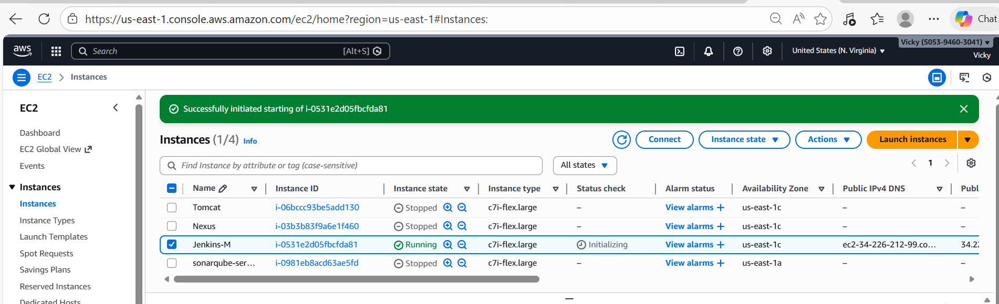 https://us-east-1.console.aws.amazon.com/ec2/home?region=us-east-1#Instances:
Chat
aws
Search
[Alt+S]
United States (N. Virginia)
Vicky (5053-9460-3041)
Vicky
EC2 > Instances
EC2
Successfully initiated starting of i-0531e2d05fbcfda81
Dashboard
EC2 Global View
Events
Instances
Instances
Instance Types
Launch Templates
Spot Requests
Savings Plans
Reserved Instances
Dedicated Hosts
Instances (1/4) Info
Connect
Instance state
Actions
Launch instances
Find Instance by attribute or tag (case-sensitive)
All states
1
Name Instance ID Instance state Instance type Status check Alarm status Availability Zone Public IPv4 DNS Publ
Tomcat i-06bccc93be5add130 Stopped c7i-flex.large – View alarms + us-east-1c – –
Nexus i-03b3b83f9a6e1f460 Stopped c7i-flex.large – View alarms + us-east-1c – –
Jenkins-M i-0531e2d05fbcfda81 Running c7i-flex.large Initializing View alarms + us-east-1c ec2-34-226-212-99.co... 34.22
sonarqube-ser... i-0981eb8acd63ae5fd Stopped c7i-flex.large – View alarms + us-east-1a – –